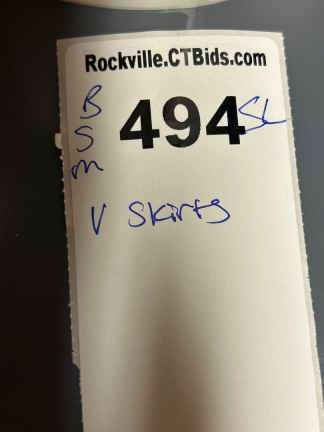 Rockville.CTBids.com
B
S
m
494 SL
V Skirts